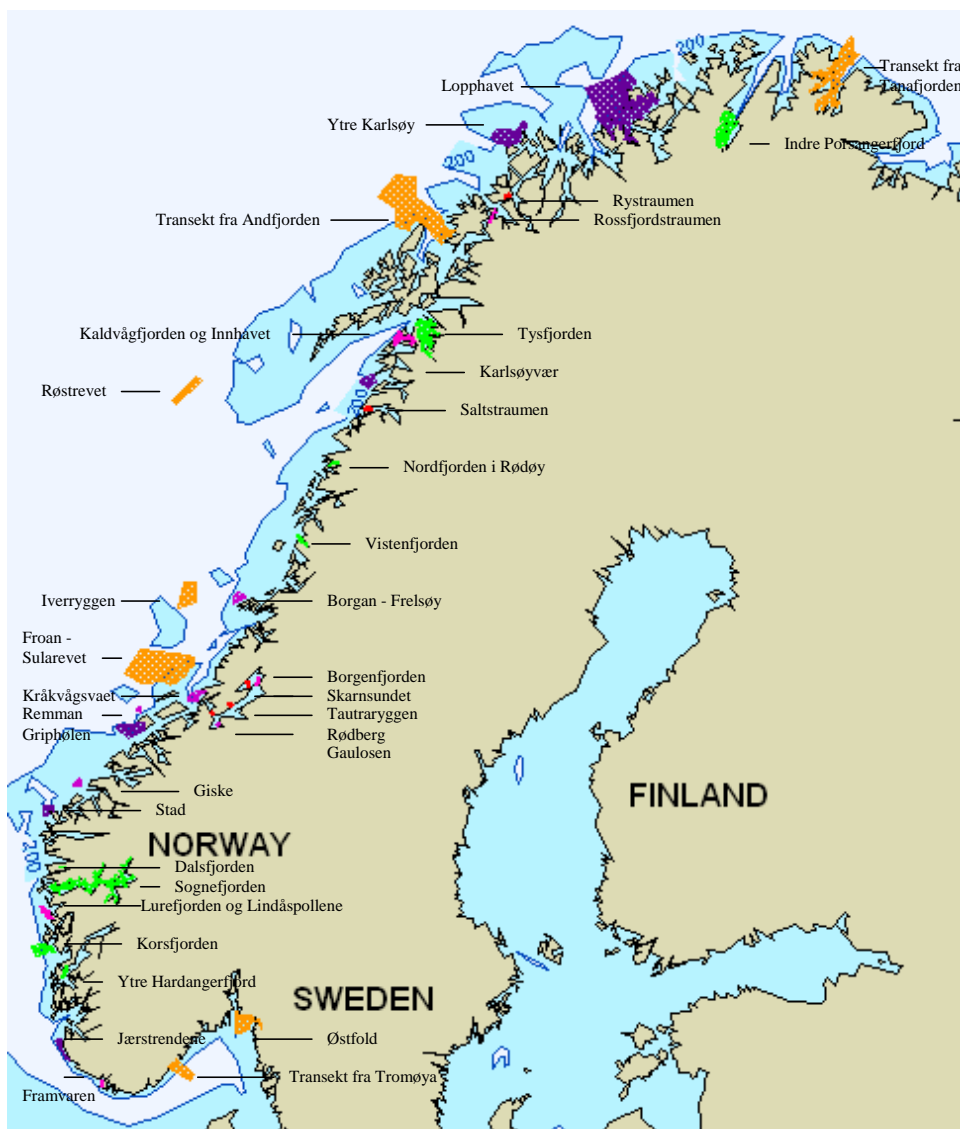 200
Lopphavet
Transekt fra
Tanafjorden
Ytre Karlsøy
Indre Porsangerfjord
200
Rystraumen
Transekt fra Andfjorden
Rossfjordstraumen
Kaldvågfjorden og Innhavet
Tysfjorden
Karlsøyvær
Røstrevet
200
Saltstraumen
Nordfjorden i Rødøy
Vistenfjorden
Iverryggen
Borgan - Frelsøy
Froan -
Sularevet
Borgenfjorden
Kråkvågsvaet
Skarnsundet
Remman
Tautraryggen
Griphølen
Rødberg
Gaulosen
Giske
FINLAND
Stad
NORWAY
200
Dalsfjorden
Sognefjorden
Lurefjorden og Lindåspollene
Korsfjorden
Ytre Hardangerfjord
SWEDEN
Jærstrendene
Østfold
Transekt fra Tromøya
Framvaren